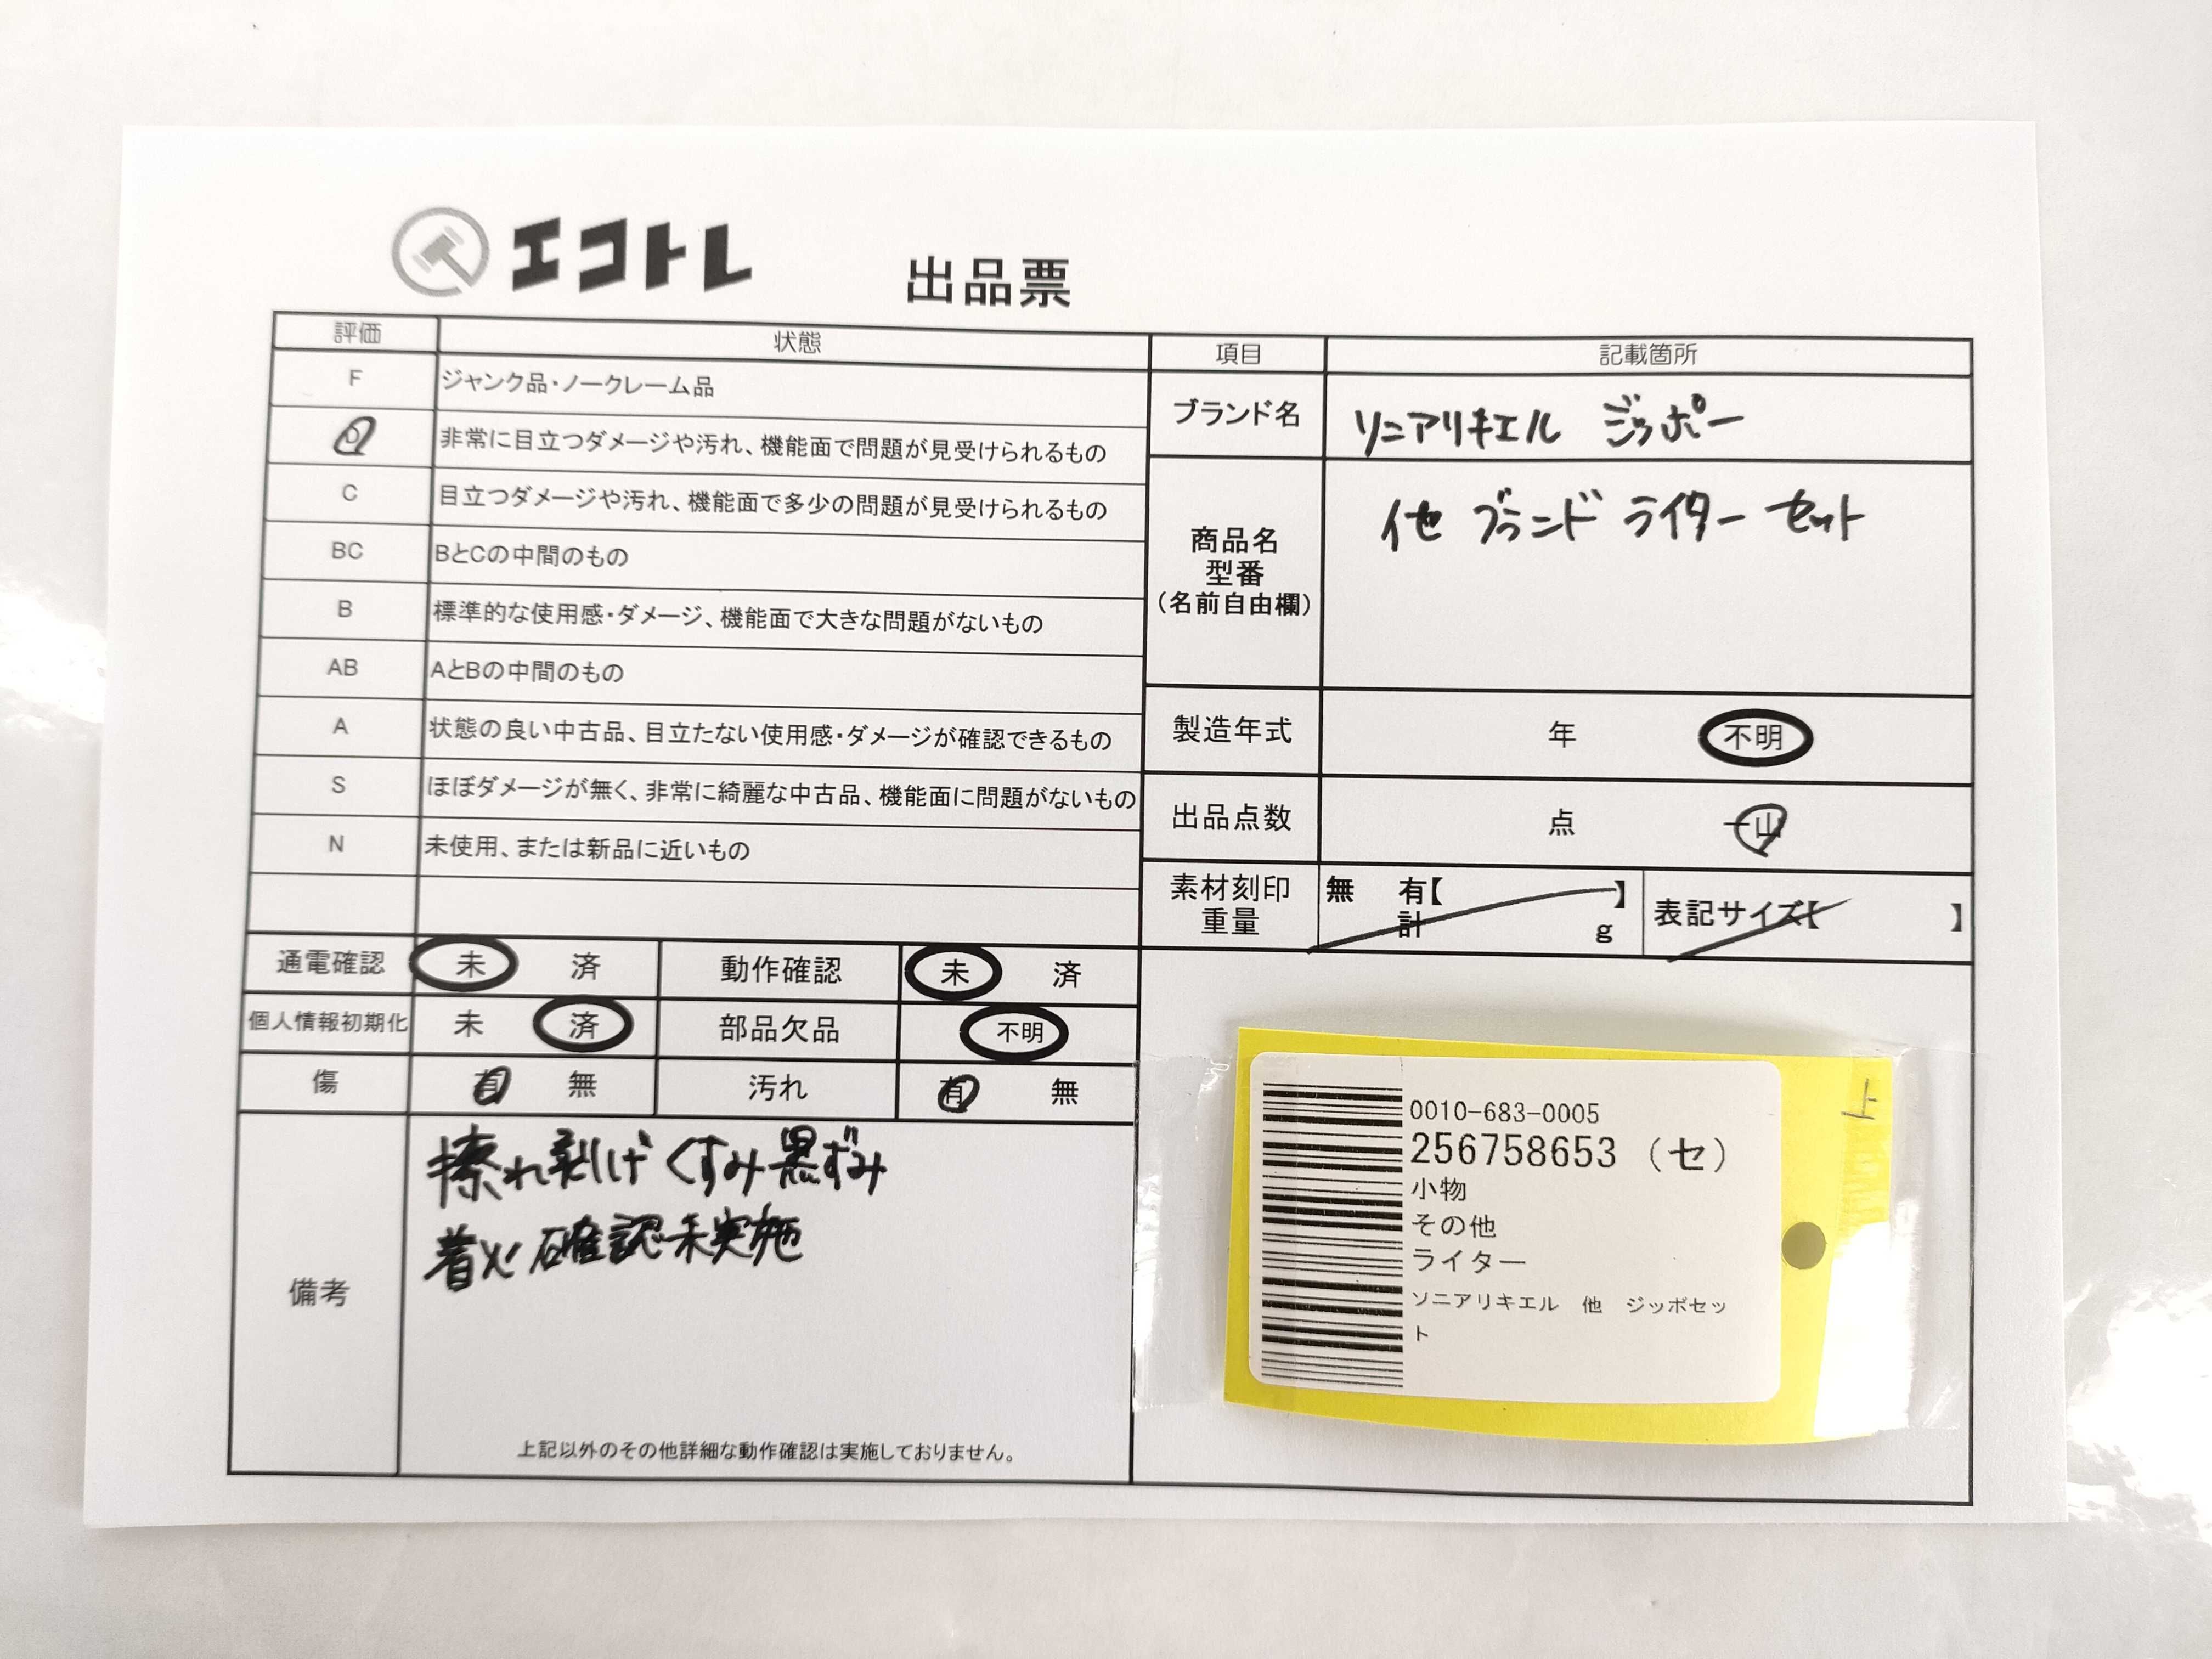 エコトレ 出品票
評価 状態
F ジャンク品・ノークレーム品
D 非常に目立つダメージや汚れ、機能面で問題が見受けられるもの
C 目立つダメージや汚れ、機能面で多少の問題が見受けられるもの
BC BとCの中間のもの
B 標準的な使用感・ダメージ、機能面で大きな問題がないもの
AB AとBの中間のもの
A 状態の良い中古品、目立たない使用感・ダメージが確認できるもの
S ほぼダメージが無く、非常に綺麗な中古品、機能面に問題がないもの
N 未使用、または新品に近いもの
項目 記載箇所
ブランド名 ソニアリキエル ジッポー
商品名
型番
(名前自由欄)
他 ブランド ライター セット
製造年式 年 不明
出品点数 点 一山
素材刻印
重量
無 有【 】
計 g
表記サイズ【 】
通電確認 未 済 動作確認 未 済
個人情報初期化 未 済 部品欠品 不明
傷 有 無 汚れ 有 無
備考
擦れ剥げ くすみ 黒ずみ
着火 確認 未実施
上記以外のその他詳細な動作確認は実施しておりません。
0010-683-0005
256758653 (セ)
小物
その他
ライター
ソニアリキエル 他 ジッポセッ
ト